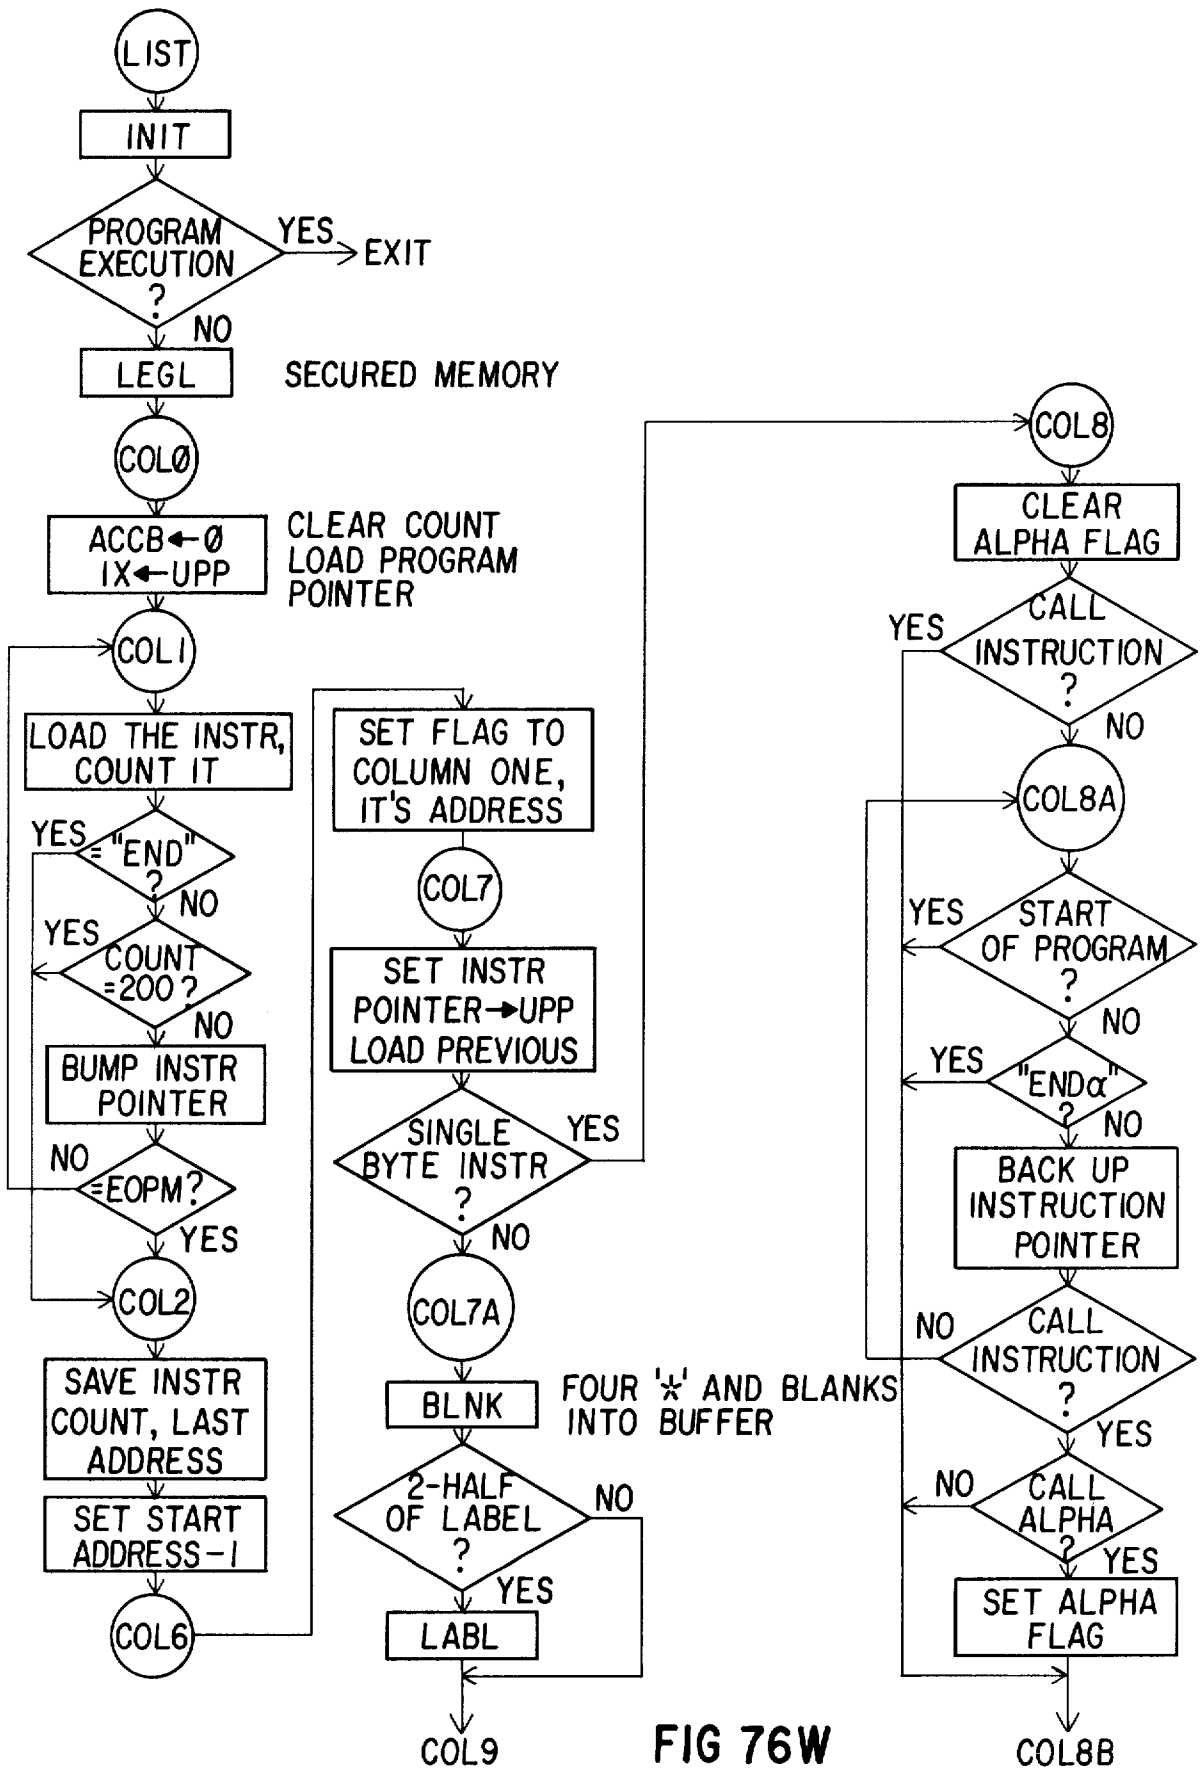 LIST
INIT
PROGRAM
EXECUTION
?
YES
EXIT
NO
LEGL
SECURED MEMORY
COLØ
ACCB←Ø
IX←UPP
CLEAR COUNT
LOAD PROGRAM
POINTER
COL1
LOAD THE INSTR,
COUNT IT
YES
="END"
?
NO
YES
COUNT
=200?
NO
BUMP INSTR
POINTER
NO
=EOPM?
YES
COL2
SAVE INSTR
COUNT, LAST
ADDRESS
SET START
ADDRESS-1
COL6
SET FLAG TO
COLUMN ONE,
IT'S ADDRESS
COL7
SET INSTR
POINTER→UPP
LOAD PREVIOUS
SINGLE
BYTE INSTR
?
YES
NO
COL7A
BLNK
FOUR '*' AND BLANKS
INTO BUFFER
2-HALF
OF LABEL
?
NO
YES
LABL
COL9
COL8
CLEAR
ALPHA FLAG
YES
CALL
INSTRUCTION
?
NO
COL8A
YES
START
OF PROGRAM
?
NO
YES
"ENDα"
?
NO
BACK UP
INSTRUCTION
POINTER
NO
CALL
INSTRUCTION
?
YES
NO
CALL
ALPHA
?
YES
SET ALPHA
FLAG
COL8B
FIG 76W